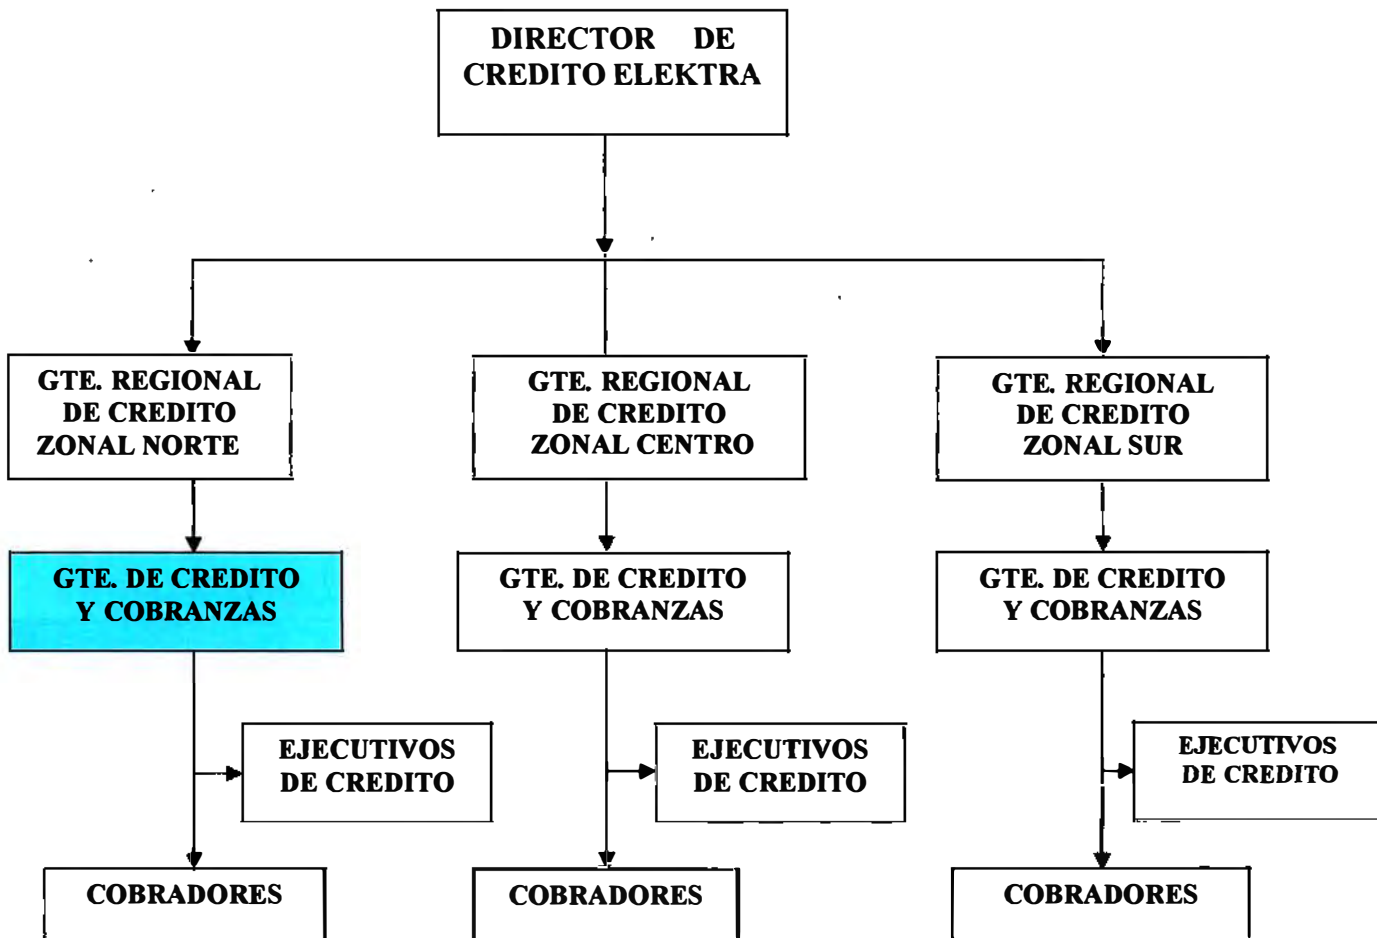 DIRECTOR DE
CREDITO ELEKTRA
GTE. REGIONAL
DE CREDITO
ZONAL NORTE
GTE. REGIONAL
DE CREDITO
ZONAL CENTRO
GTE. REGIONAL
DE CREDITO
ZONAL SUR
GTE. DE CREDITO
Y COBRANZAS
GTE. DE CREDITO
Y COBRANZAS
GTE. DE CREDITO
Y COBRANZAS
EJECUTIVOS
DE CREDITO
EJECUTIVOS
DE CREDITO
EJECUTIVOS
DE CREDITO
COBRADORES
COBRADORES
COBRADORES